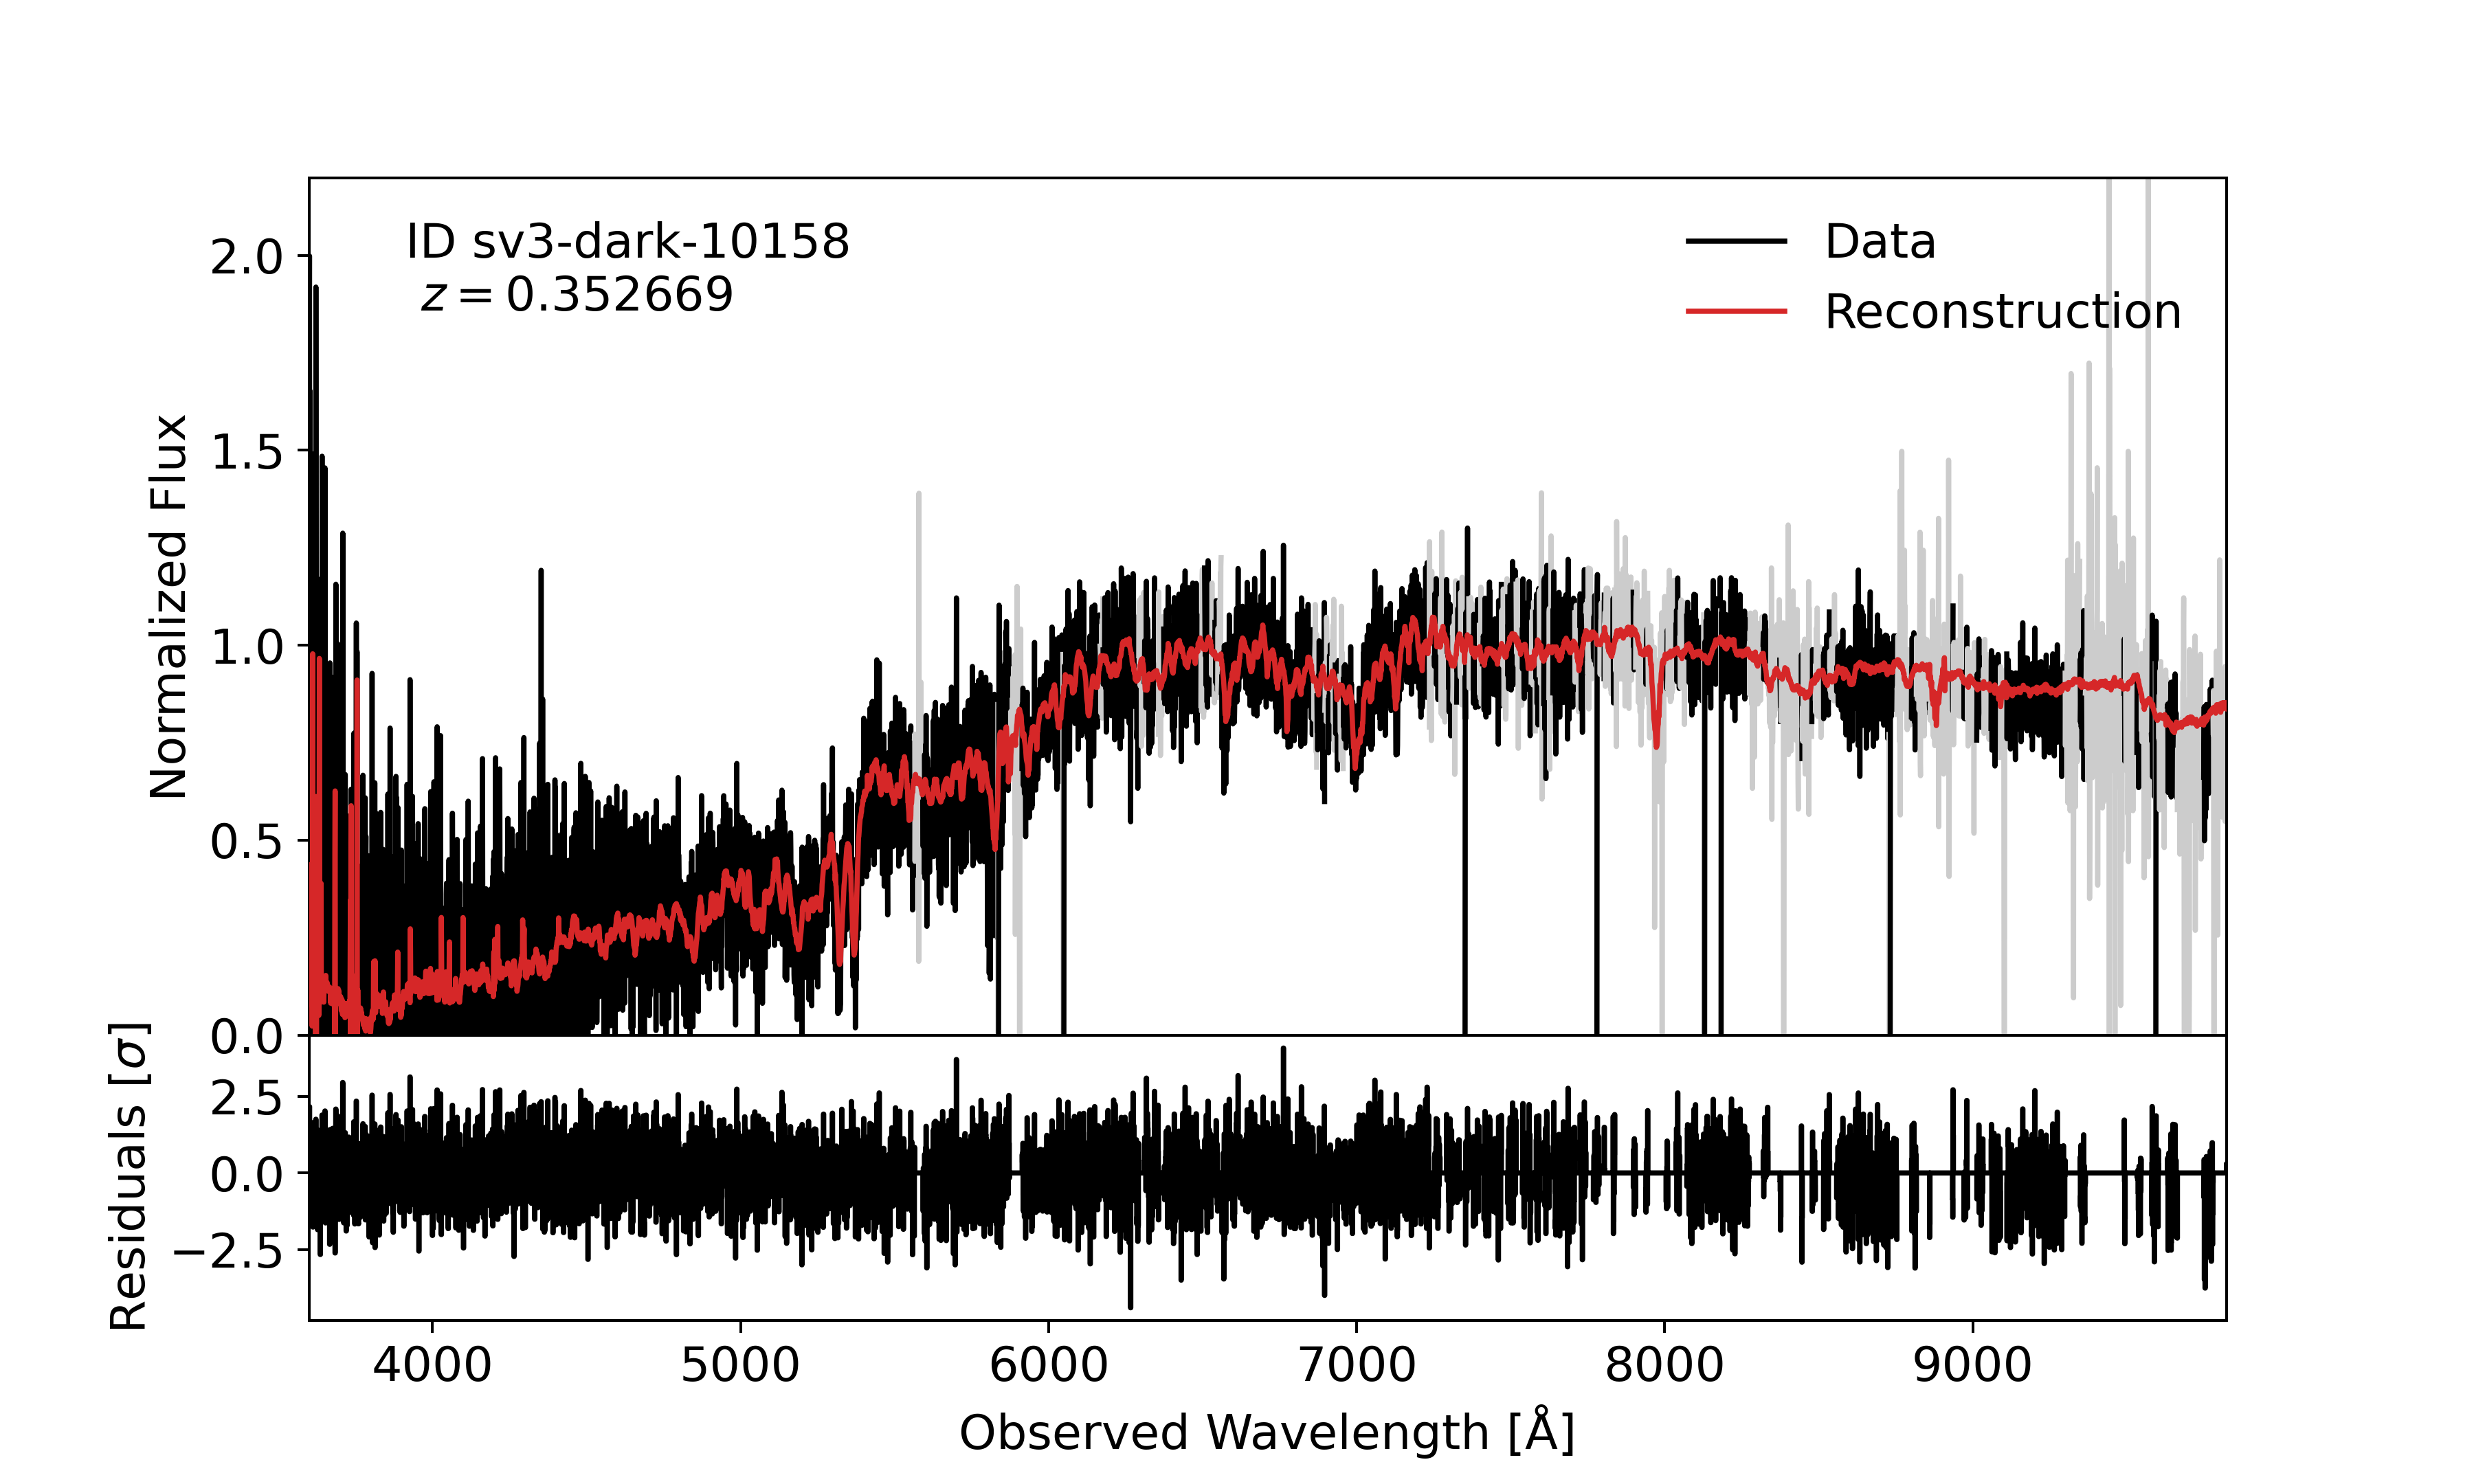 ID sv3-dark-10158
z = 0.352669
Data
Reconstruction
Normalized Flux
2.0
1.5
1.0
0.5
0.0
Residuals [σ]
2.5
0.0
−2.5
4000 5000 6000 7000 8000 9000
Observed Wavelength [Å]